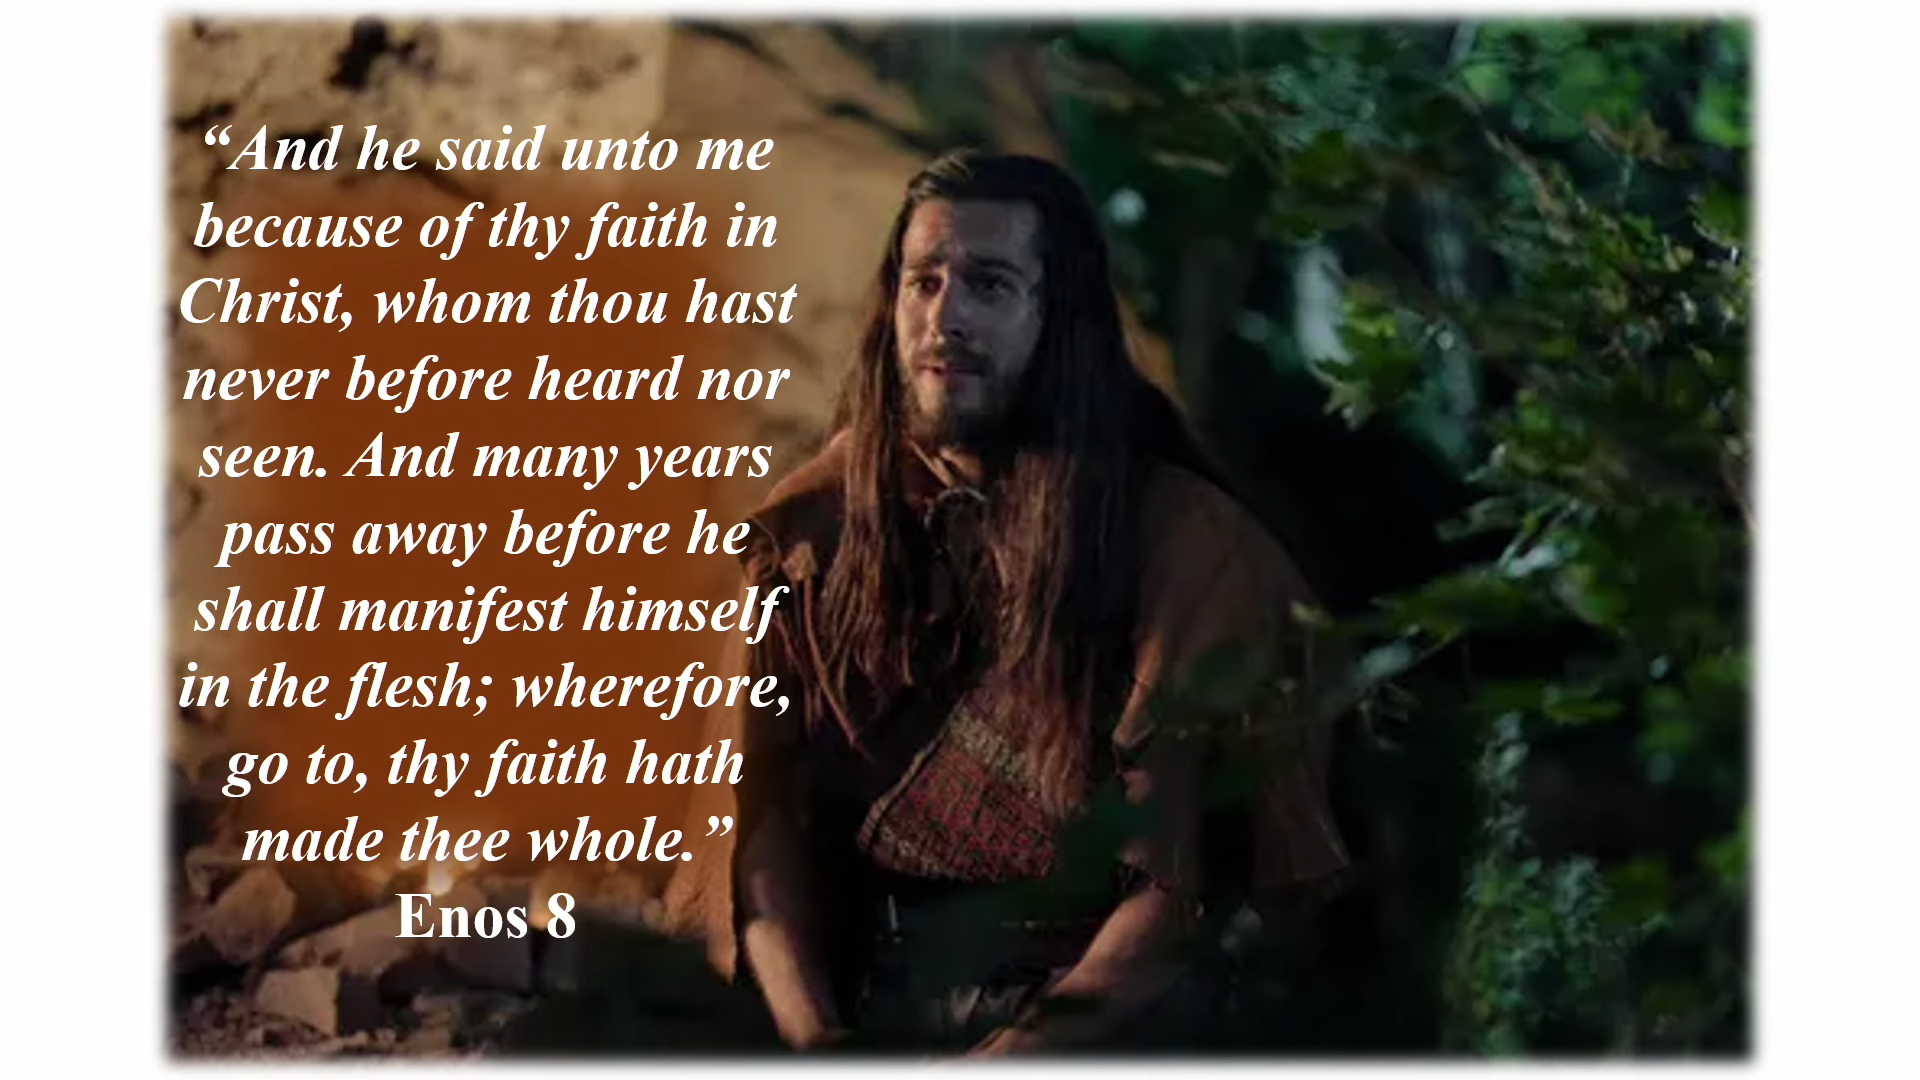 “And he said unto me
because of thy faith in
Christ, whom thou hast
never before heard nor
seen. And many years
pass away before he
shall manifest himself
in the flesh; wherefore,
go to, thy faith hath
made thee whole.”
Enos 8